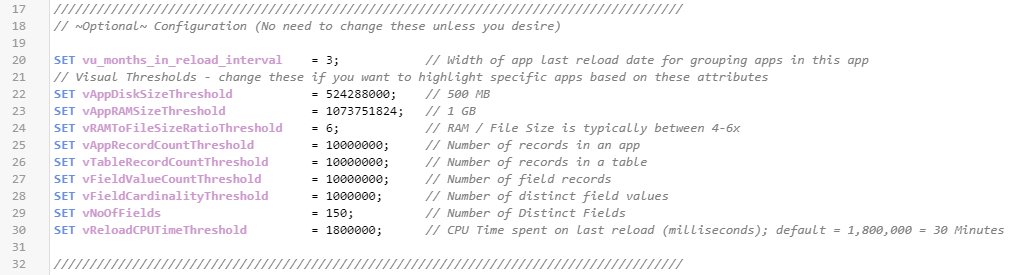 17 ////////////////////////////////////////////////////////////////////////////////////////
18 // ~Optional~ Configuration (No need to change these unless you desire)
19
20 SET vu_months_in_reload_interval = 3; // Width of app last reload date for grouping apps in this app
21 // Visual Thresholds - change these if you want to highlight specific apps based on these attributes
22 SET vAppDiskSizeThreshold = 524288000; // 500 MB
23 SET vAppRAMSizeThreshold = 1073751824; // 1 GB
24 SET vRAMToFileSizeRatioThreshold = 6; // RAM / File Size is typically between 4-6x
25 SET vAppRecordCountThreshold = 10000000; // Number of records in an app
26 SET vTableRecordCountThreshold = 10000000; // Number of records in a table
27 SET vFieldValueCountThreshold = 10000000; // Number of field records
28 SET vFieldCardinalityThreshold = 1000000; // Number of distinct field values
29 SET vNoOfFields = 150; // Number of Distinct Fields
30 SET vReloadCPUTimeThreshold = 1800000; // CPU Time spent on last reload (milliseconds); default = 1,800,000 = 30 Minutes
31
32 ////////////////////////////////////////////////////////////////////////////////////////